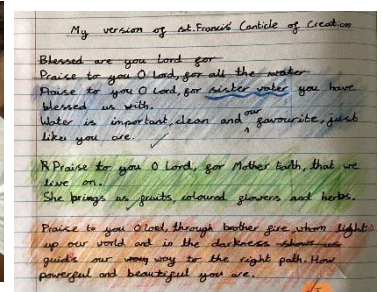 My version of st. Francis Canticle of Creation
Blessed are you Lord for
Praise to you O Lord, for all the water
Praise to you O Lord, for sister water you have
blessed us with.
Water is important, clean and our favourite, just
like you are.
R Praise to you O Lord, for Mother Earth, that we
live on.
She brings us fruits, coloured flowers and herbs.
Praise to you O Lord, through brother fire, whom lights
up our world and in the darkness shows us
guide our way way to the right path. How
powerful and beautiful you are.